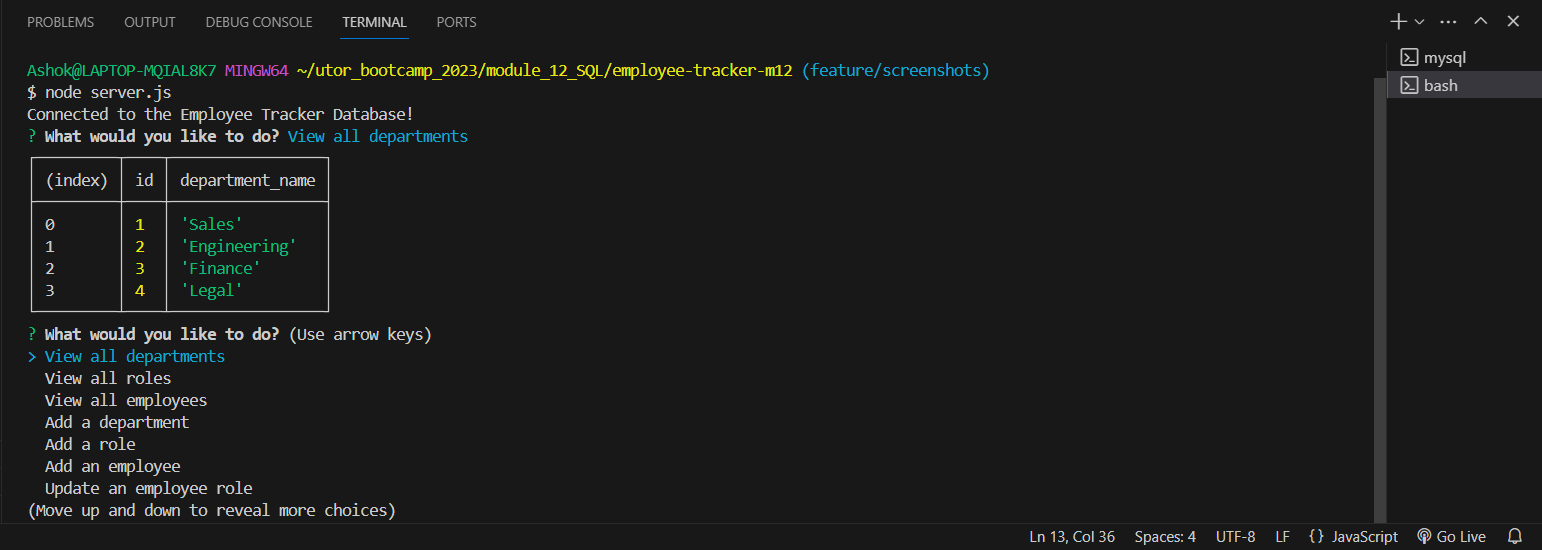 PROBLEMS OUTPUT DEBUG CONSOLE TERMINAL PORTS
mysql
bash
Ashok@LAPTOP-MQIAL8K7 MINGW64 ~/utor_bootcamp_2023/module_12_SQL/employee-tracker-m12 (feature/screenshots)
$ node server.js
Connected to the Employee Tracker Database!
? What would you like to do? View all departments
(index) id department_name
0 1 'Sales'
1 2 'Engineering'
2 3 'Finance'
3 4 'Legal'
? What would you like to do? (Use arrow keys)
> View all departments
View all roles
View all employees
Add a department
Add a role
Add an employee
Update an employee role
(Move up and down to reveal more choices)
Ln 13, Col 36 Spaces: 4 UTF-8 LF {} JavaScript Go Live